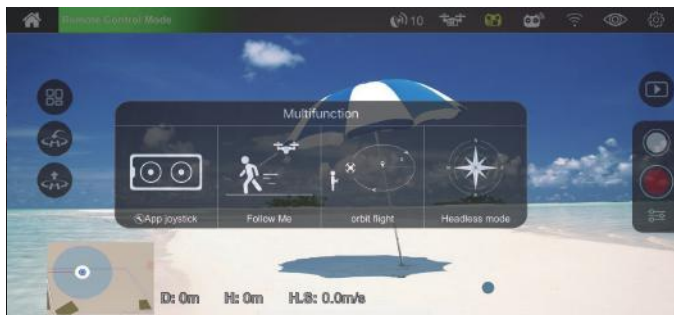 Remote Control Mode
10
Multifunction
App joystick
Follow Me
orbit flight
Headless mode
D: 0m H: 0m H.S: 0.0m/s